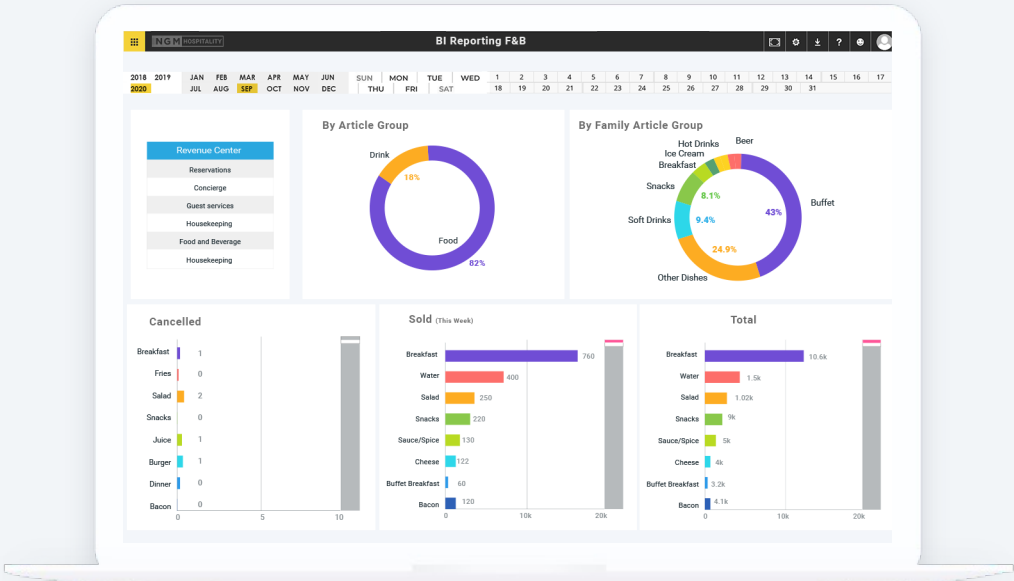 NGM HOSPITALITY
BI Reporting F&B
?
2018 2019 JAN FEB MAR APR MAY JUN SUN MON TUE WED 1 2 3 4 5 6 7 8 9 10 11 12 13 14 15 16 17
2020 JUL AUG SEP OCT NOV DEC THU FRI SAT 18 19 20 21 22 23 24 25 26 27 28 29 30 31
Revenue Center
Reservations
Concierge
Guest services
Housekeeping
Food and Beverage
Housekeeping
By Article Group
Drink
18%
Food
82%
By Family Article Group
Beer
Hot Drinks
Ice Cream
Breakfast
Snacks
8.1%
Buffet
43%
Soft Drinks
9.4%
24.9%
Other Dishes
Cancelled
Breakfast 1
Fries 0
Salad 2
Snacks 0
Juice 1
Burger 1
Dinner 0
Bacon 0
0 5 10
Sold (This Week)
Breakfast 760
Water 400
Salad 250
Snacks 220
Sauce/Spice 130
Cheese 122
Buffet Breakfast 60
Bacon 120
0 10k 20k
Total
Breakfast 10.6k
Water 1.5k
Salad 1.02k
Snacks 9k
Sauce/Spice 5k
Cheese 4k
Buffet Breakfast 3.2k
Bacon 4.1k
0 10k 20k